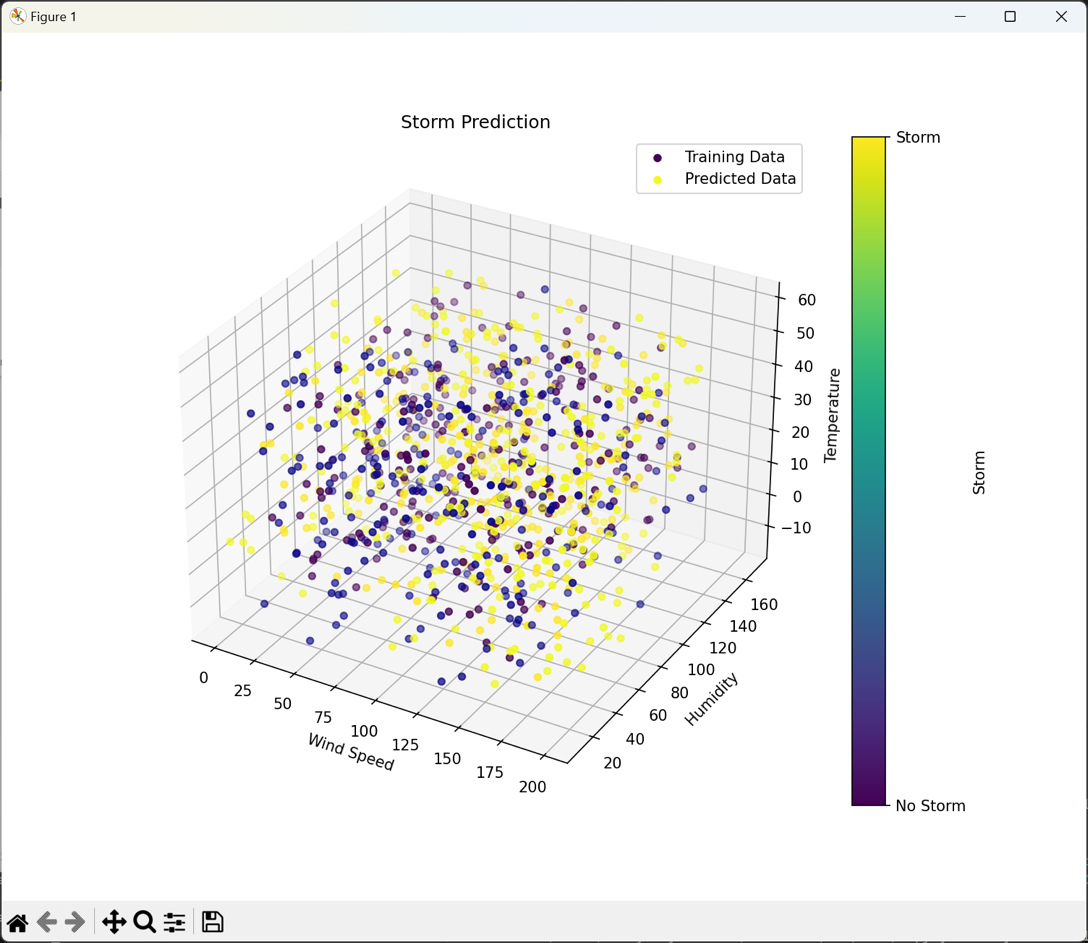 Figure 1
Storm Prediction
Training Data
Predicted Data
Storm
60
50
40
30
20
10
0
−10
Temperature
Storm
160
140
120
100
80
60
40
20
Humidity
0
25
50
75
100
125
150
175
200
Wind Speed
No Storm